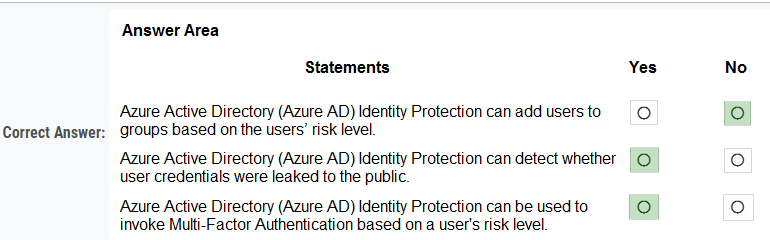 Answer Area
Statements Yes No
Correct Answer:
Azure Active Directory (Azure AD) Identity Protection can add users to
groups based on the users' risk level.
Azure Active Directory (Azure AD) Identity Protection can detect whether
user credentials were leaked to the public.
Azure Active Directory (Azure AD) Identity Protection can be used to
invoke Multi-Factor Authentication based on a user's risk level.